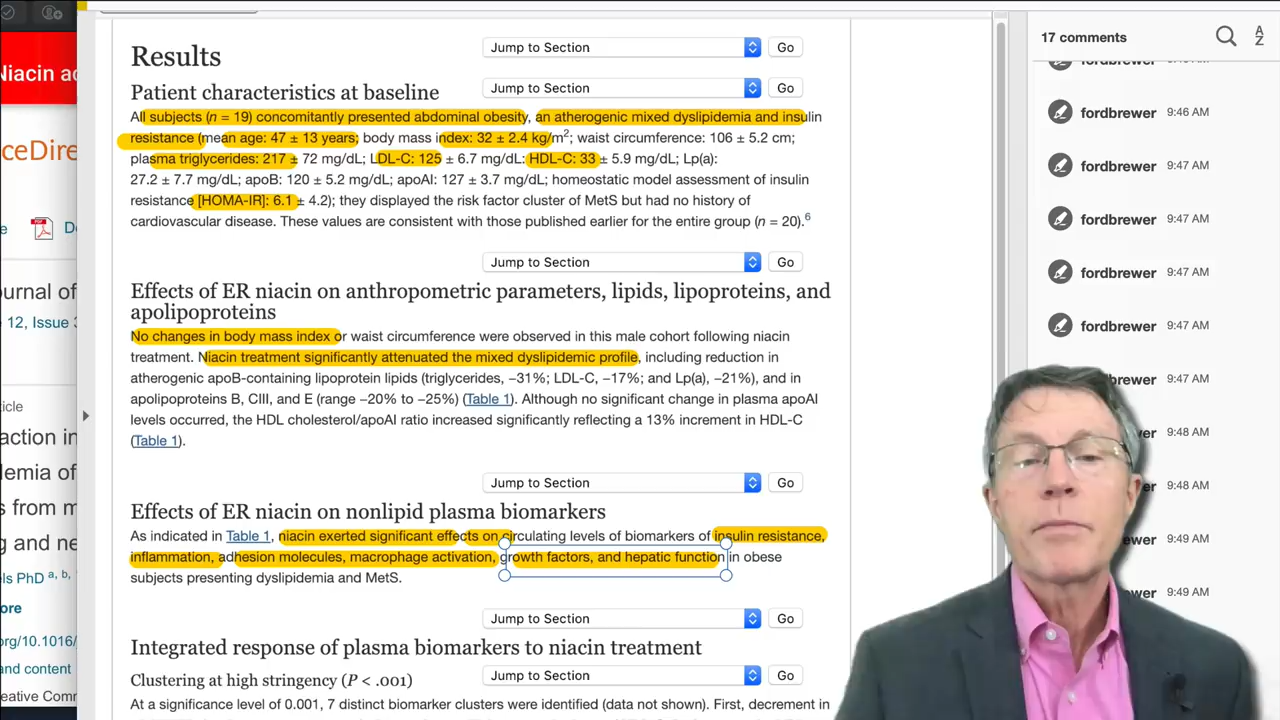 Niacin ac
ceDire
e
D
urnal of
e 12, Issue 3
ticle
ction in
emia of
s from m
g and ne
els PhD a, b,
ore
org/10.1016/
and content
eative Comm
Results
Jump to Section
Go
Patient characteristics at baseline
Jump to Section
Go
All subjects (n = 19) concomitantly presented abdominal obesity, an atherogenic mixed dyslipidemia and insulin
resistance (mean age: 47 ± 13 years; body mass index: 32 ± 2.4 kg/m2; waist circumference: 106 ± 5.2 cm;
plasma triglycerides: 217 ± 72 mg/dL; LDL-C: 125 ± 6.7 mg/dL: HDL-C: 33 ± 5.9 mg/dL; Lp(a):
27.2 ± 7.7 mg/dL; apoB: 120 ± 5.2 mg/dL; apoAI: 127 ± 3.7 mg/dL; homeostatic model assessment of insulin
resistance [HOMA-IR]: 6.1 ± 4.2); they displayed the risk factor cluster of MetS but had no history of
cardiovascular disease. These values are consistent with those published earlier for the entire group (n = 20).6
Jump to Section
Go
Effects of ER niacin on anthropometric parameters, lipids, lipoproteins, and
apolipoproteins
No changes in body mass index or waist circumference were observed in this male cohort following niacin
treatment. Niacin treatment significantly attenuated the mixed dyslipidemic profile, including reduction in
atherogenic apoB-containing lipoprotein lipids (triglycerides, −31%; LDL-C, −17%; and Lp(a), −21%), and in
apolipoproteins B, CIII, and E (range −20% to −25%) (Table 1). Although no significant change in plasma apoAI
levels occurred, the HDL cholesterol/apoAI ratio increased significantly reflecting a 13% increment in HDL-C
(Table 1).
Jump to Section
Go
Effects of ER niacin on nonlipid plasma biomarkers
As indicated in Table 1, niacin exerted significant effects on circulating levels of biomarkers of insulin resistance,
inflammation, adhesion molecules, macrophage activation, growth factors, and hepatic function in obese
subjects presenting dyslipidemia and MetS.
Jump to Section
Go
Integrated response of plasma biomarkers to niacin treatment
Clustering at high stringency (P < .001)
Jump to Section
Go
At a significance level of 0.001, 7 distinct biomarker clusters were identified (data not shown). First, decrement in
17 comments
fordbrewer 9:46 AM
fordbrewer 9:47 AM
fordbrewer 9:47 AM
fordbrewer 9:47 AM
fordbrewer 9:47 AM
ewer 9:47 AM
wer 9:48 AM
wer 9:48 AM
ewer 9:49 AM
wer 9:49 AM